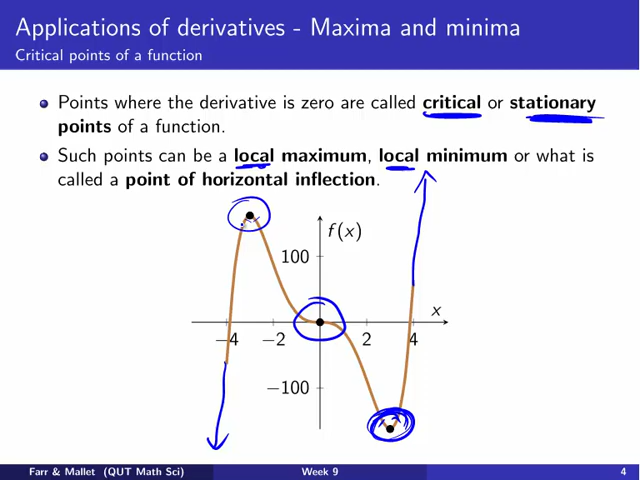 Applications of derivatives - Maxima and minima
Critical points of a function
Points where the derivative is zero are called critical or stationary
points of a function.
Such points can be a local maximum, local minimum or what is
called a point of horizontal inflection.
f(x)
100
x
−4 −2 2 4
−100
Farr & Mallet (QUT Math Sci) Week 9 4